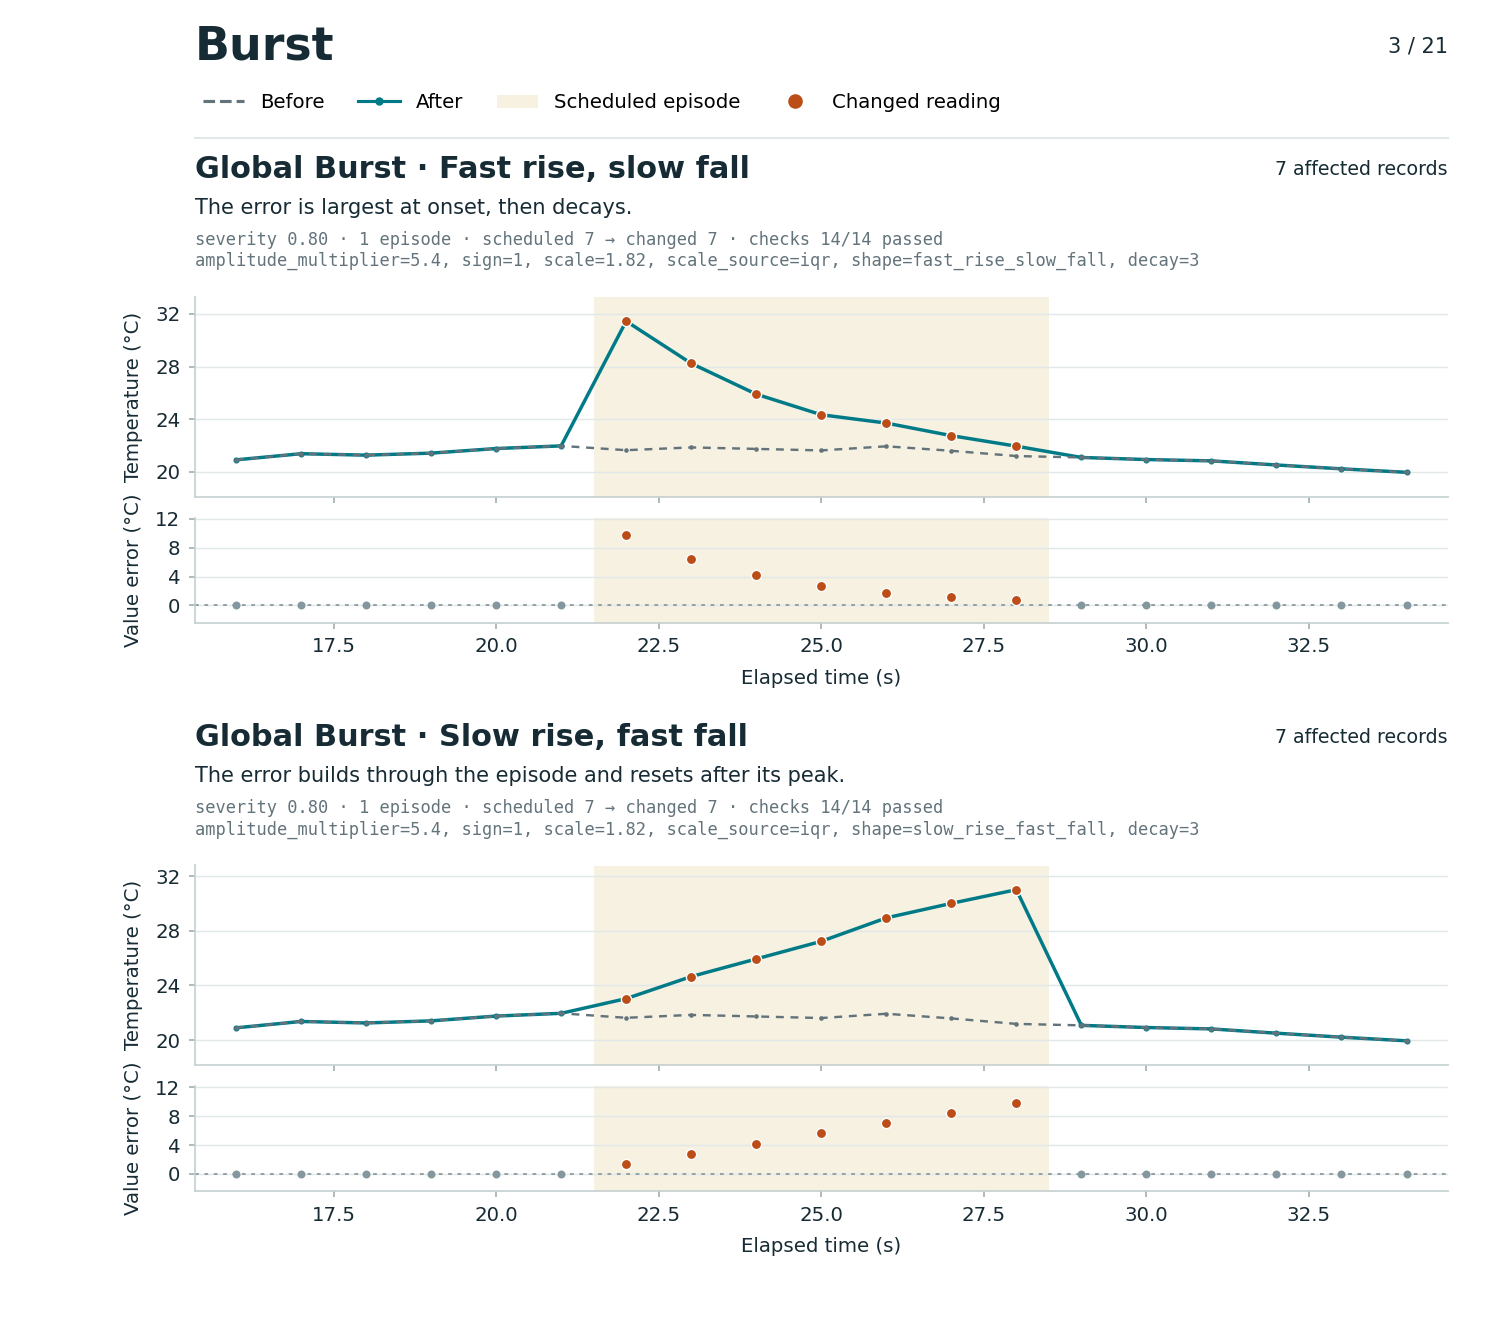 Burst
3 / 21
Before After Scheduled episode Changed reading
Global Burst · Fast rise, slow fall
7 affected records
The error is largest at onset, then decays.
severity 0.80 · 1 episode · scheduled 7 → changed 7 · checks 14/14 passed
amplitude_multiplier=5.4, sign=1, scale=1.82, scale_source=iqr, shape=fast_rise_slow_fall, decay=3
Temperature (°C)
32
28
24
20
Value error (°C)
12
8
4
0
17.5 20.0 22.5 25.0 27.5 30.0 32.5
Elapsed time (s)
Global Burst · Slow rise, fast fall
7 affected records
The error builds through the episode and resets after its peak.
severity 0.80 · 1 episode · scheduled 7 → changed 7 · checks 14/14 passed
amplitude_multiplier=5.4, sign=1, scale=1.82, scale_source=iqr, shape=slow_rise_fast_fall, decay=3
Temperature (°C)
32
28
24
20
Value error (°C)
12
8
4
0
17.5 20.0 22.5 25.0 27.5 30.0 32.5
Elapsed time (s)